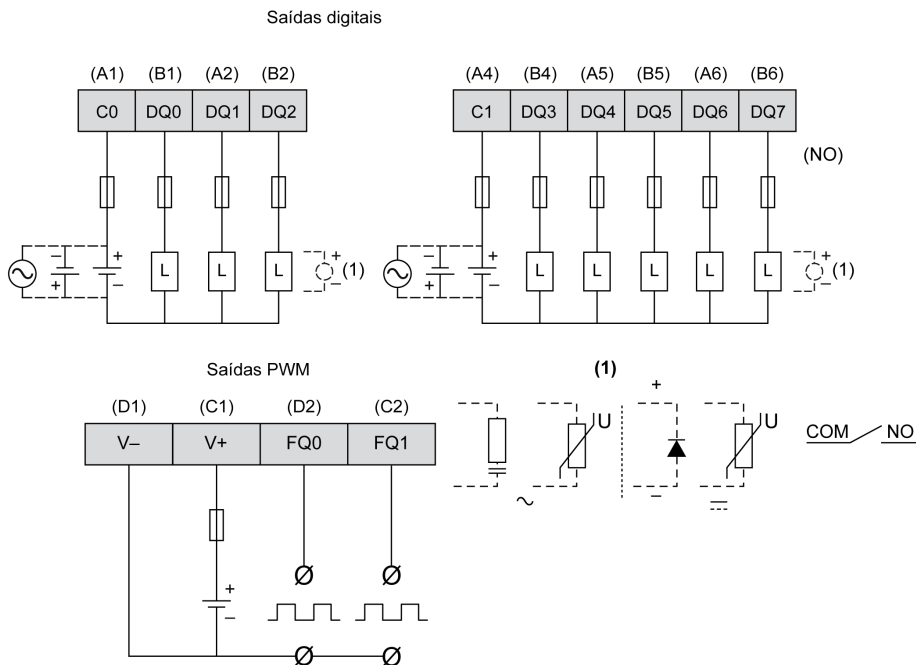 Saídas digitais
(A1) (B1) (A2) (B2)
C0 DQ0 DQ1 DQ2
(A4) (B4) (A5) (B5) (A6) (B6)
C1 DQ3 DQ4 DQ5 DQ6 DQ7
(NO)
– + + –
L L L
+ – (1)
– + + –
L L L L L
+ – (1)
Saídas PWM
(D1) (C1) (D2) (C2)
V– V+ FQ0 FQ1
+
–
(1)
U
+
–
U
COM NO